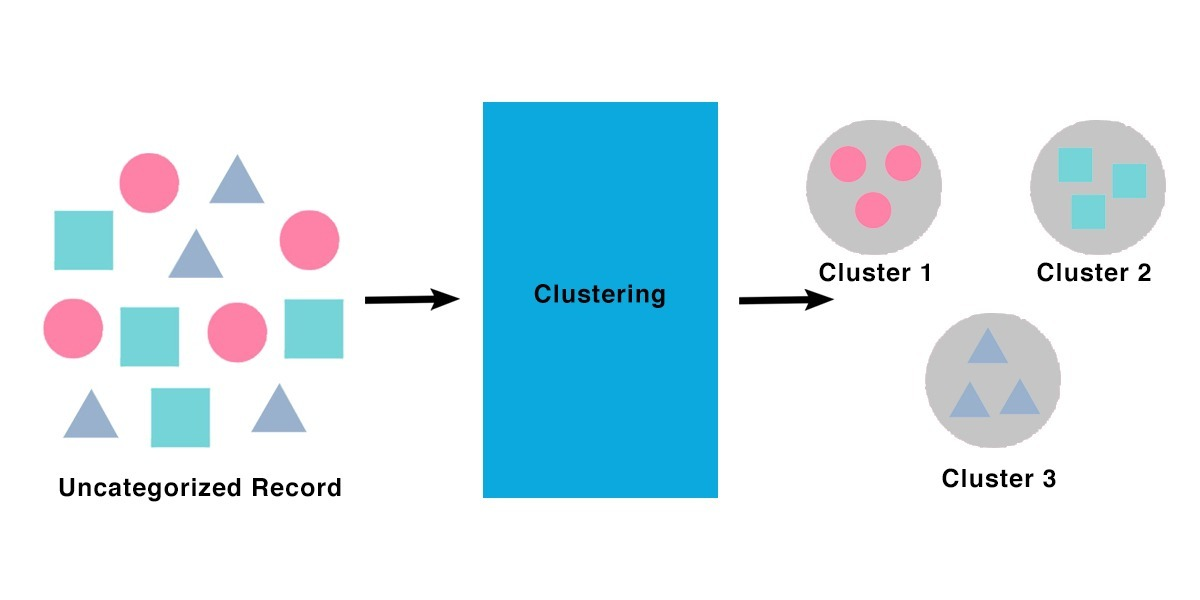 Uncategorized Record
Clustering
Cluster 1
Cluster 2
Cluster 3